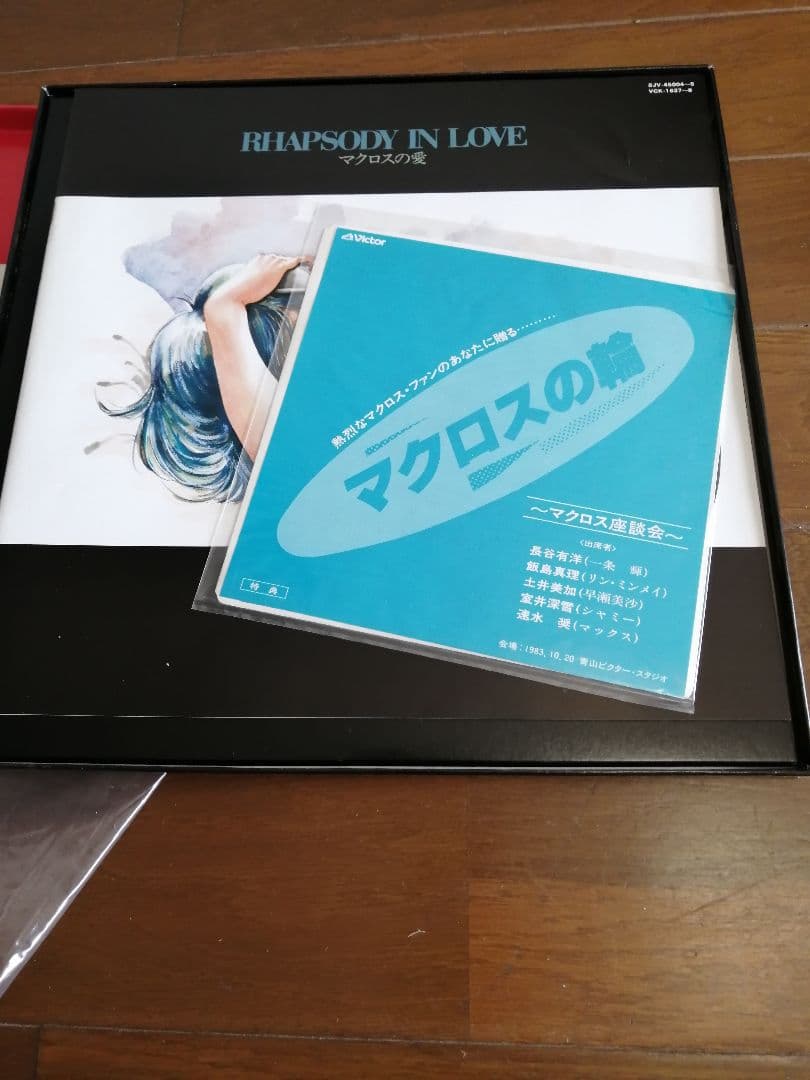 SJV-45004~5
VCK-1637~8
RHAPSODY IN LOVE
マクロスの愛
Victor
熱烈なマクロス・ファンのあなたに贈る………
マクロスの輪
〜マクロス座談会〜
〈出席者〉
長谷有洋(一条 輝)
飯島真理(リン・ミンメイ)
土井美加(早瀬美沙)
室井深雪(シャミー)
速水 奨(マックス)
特典
会場:1983.10.20 青山ビクター・スタジオ